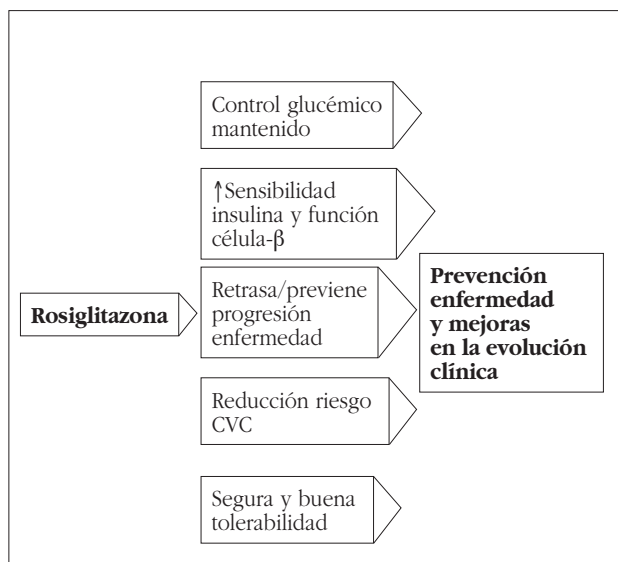 Control glucémico
mantenido
↑Sensibilidad
insulina y función
célula-β
Rosiglitazona
Retrasa/previene
progresión
enfermedad
Reducción riesgo
CVC
Segura y buena
tolerabilidad
Prevención
enfermedad
y mejoras
en la evolución
clínica